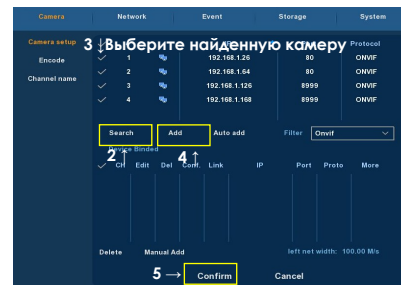 Camera Network Event Storage System
Camera setup 3 ↓Выберите найденную камеру Protocol
Encode
Channel name
1 192.168.1.26 80 ONVIF
2 192.168.1.64 80 ONVIF
3 192.168.1.126 8999 ONVIF
4 192.168.1.168 8999 ONVIF
Search Add Auto add Filter Onvif
Device Binded
2 ↑ 4 ↑
CH Edit Del Conf. Link IP Port Proto More
Delete Manual Add left net width: 100.00 M/s
5 → Confirm Cancel